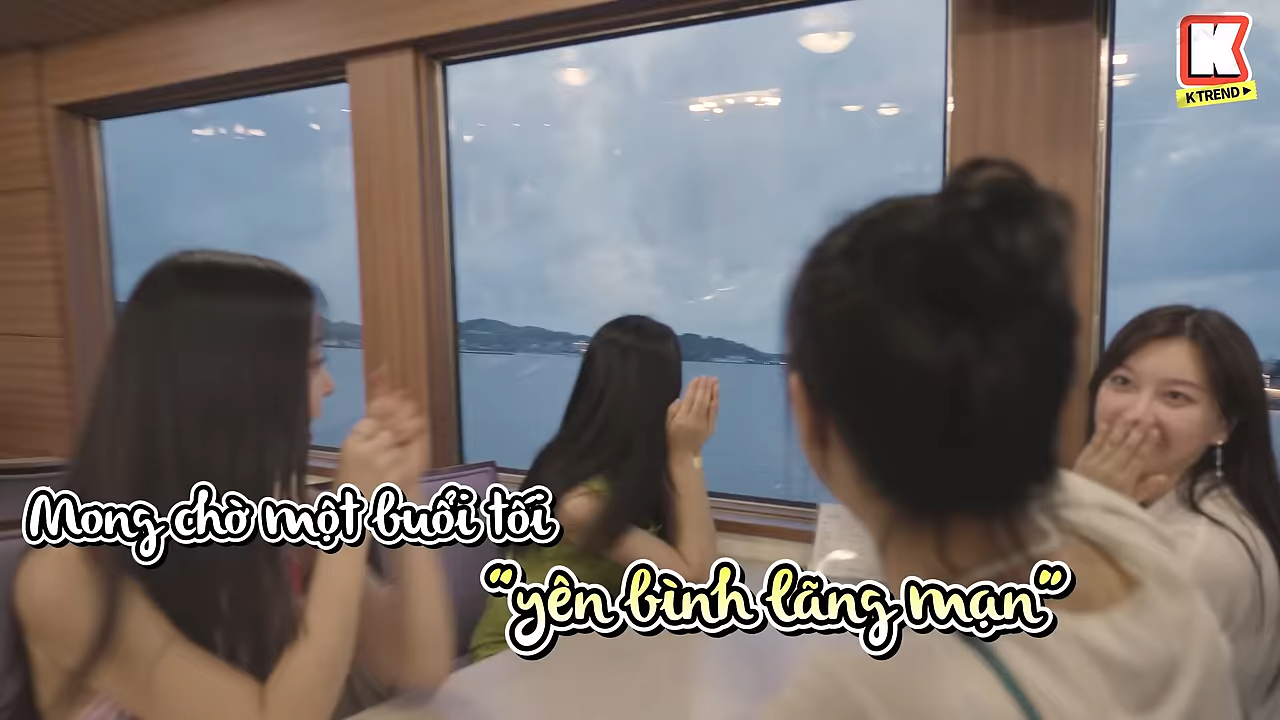 K
K TREND
Mong chờ một buổi tối
“yên bình lãng mạn”